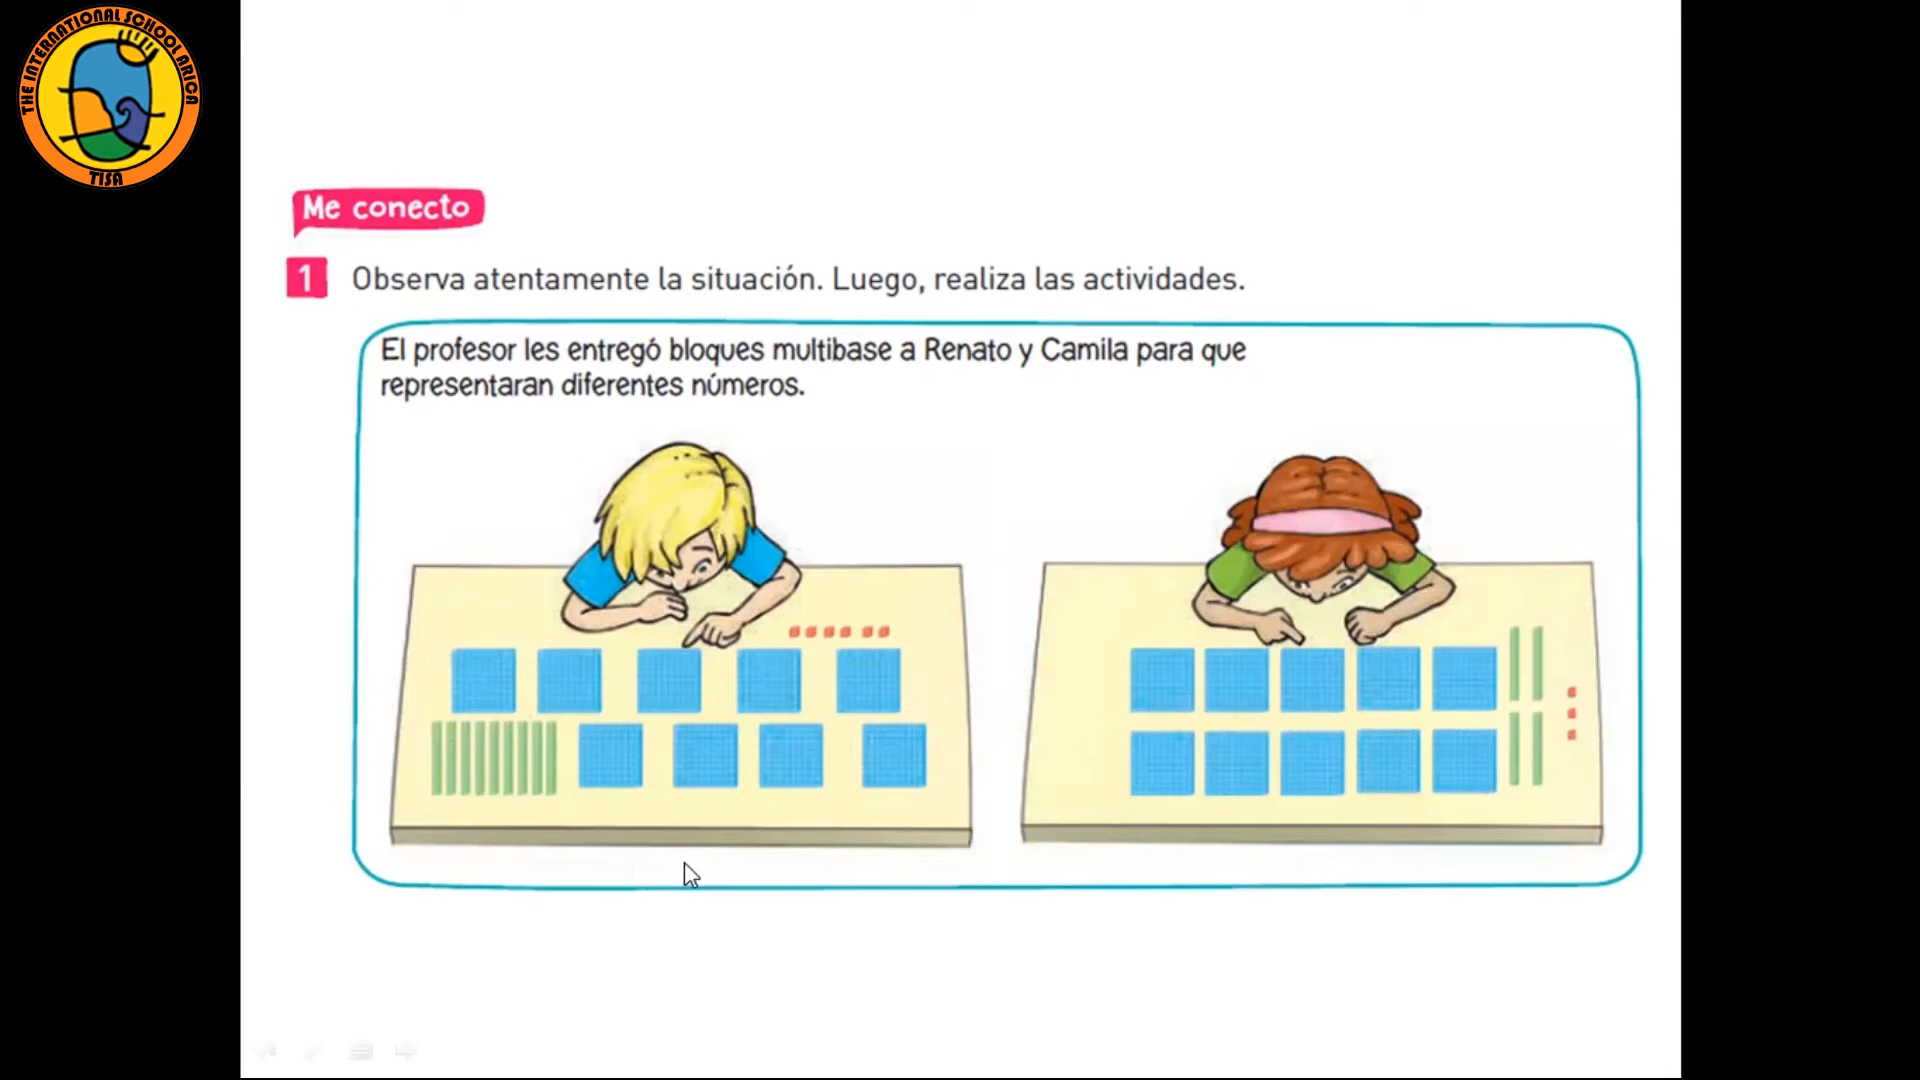 THE INTERNATIONAL SCHOOL ARICA
TISA
Me conecto
1 Observa atentamente la situación. Luego, realiza las actividades.
El profesor les entregó bloques multibase a Renato y Camila para que
representaran diferentes números.